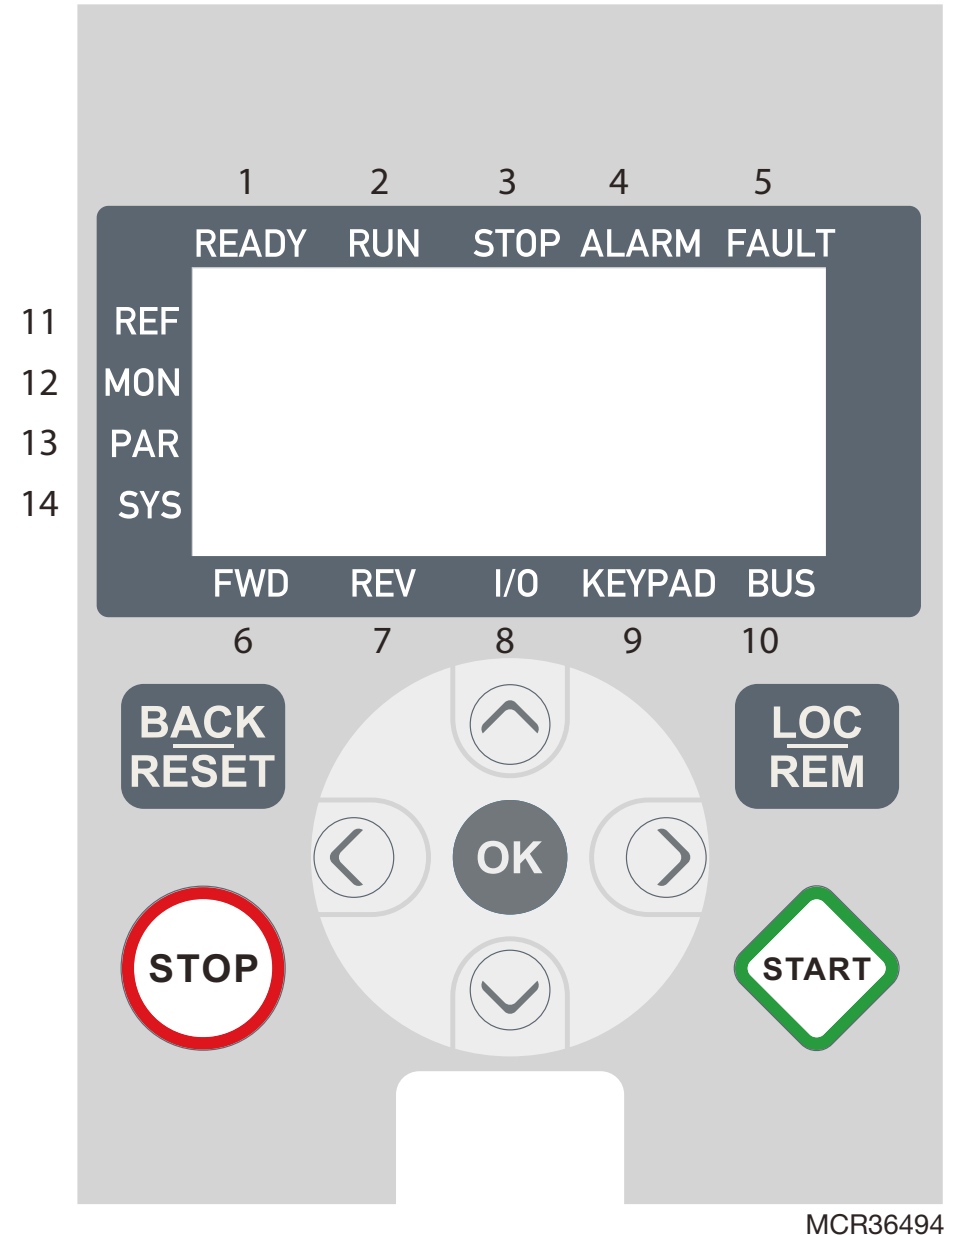 1 2 3 4 5
READY RUN STOP ALARM FAULT
11 REF
12 MON
13 PAR
14 SYS
FWD REV I/O KEYPAD BUS
6 7 8 9 10
BACK
RESET
LOC
REM
OK
STOP
START
MCR36494